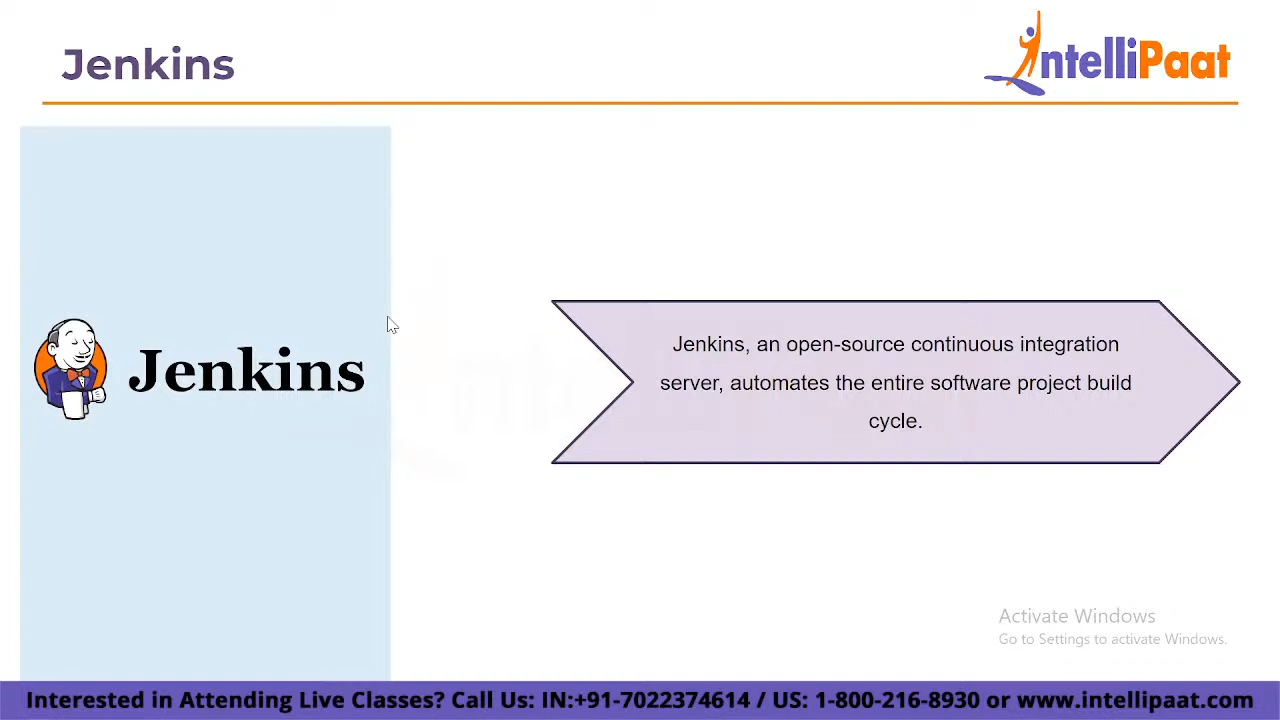 Jenkins
IntelliPaat
Jenkins
Jenkins, an open-source continuous integration
server, automates the entire software project build
cycle.
Activate Windows
Go to Settings to activate Windows.
Interested in Attending Live Classes? Call Us: IN:+91-7022374614 / US: 1-800-216-8930 or www.intellipaat.com